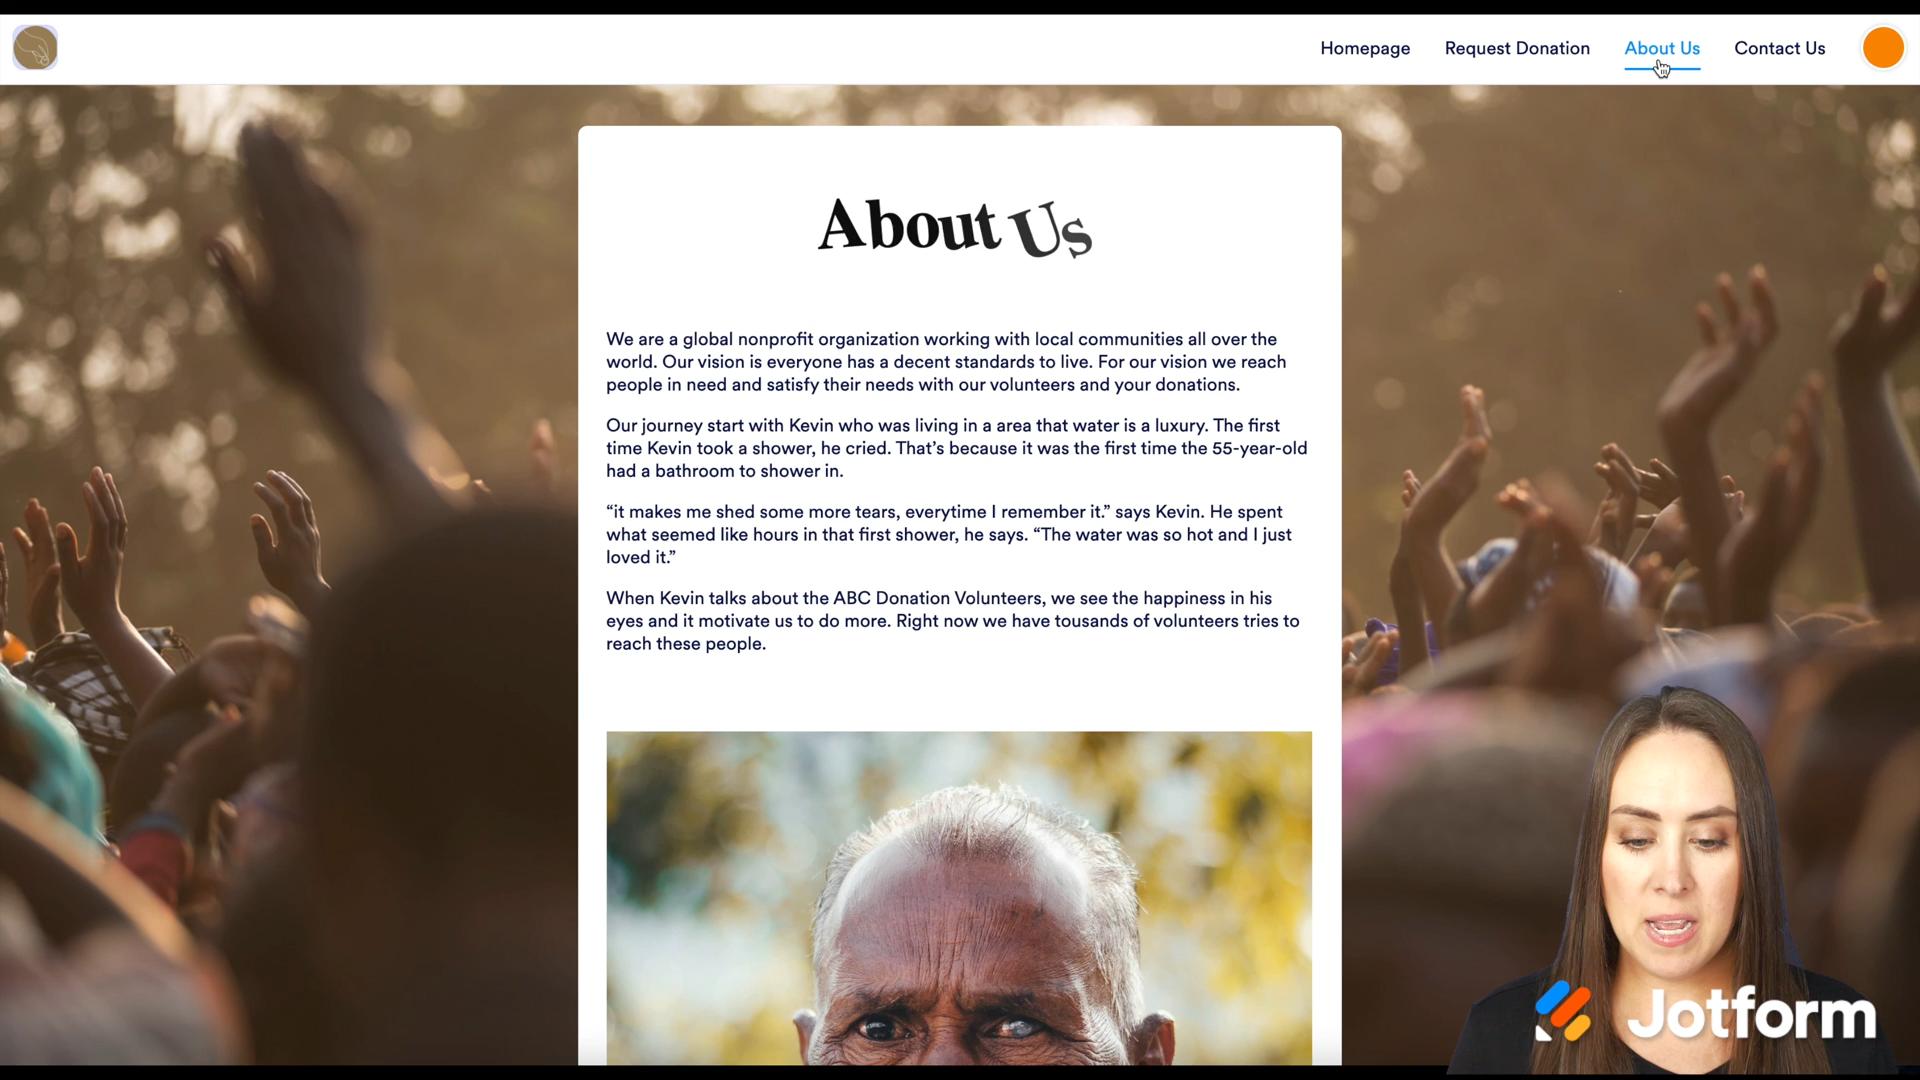 Homepage Request Donation About Us Contact Us
About Us
We are a global nonprofit organization working with local communities all over the
world. Our vision is everyone has a decent standards to live. For our vision we reach
people in need and satisfy their needs with our volunteers and your donations.
Our journey start with Kevin who was living in a area that water is a luxury. The first
time Kevin took a shower, he cried. That’s because it was the first time the 55-year-old
had a bathroom to shower in.
“it makes me shed some more tears, everytime I remember it.” says Kevin. He spent
what seemed like hours in that first shower, he says. “The water was so hot and I just
loved it.”
When Kevin talks about the ABC Donation Volunteers, we see the happiness in his
eyes and it motivate us to do more. Right now we have tousands of volunteers tries to
reach these people.
Jotform